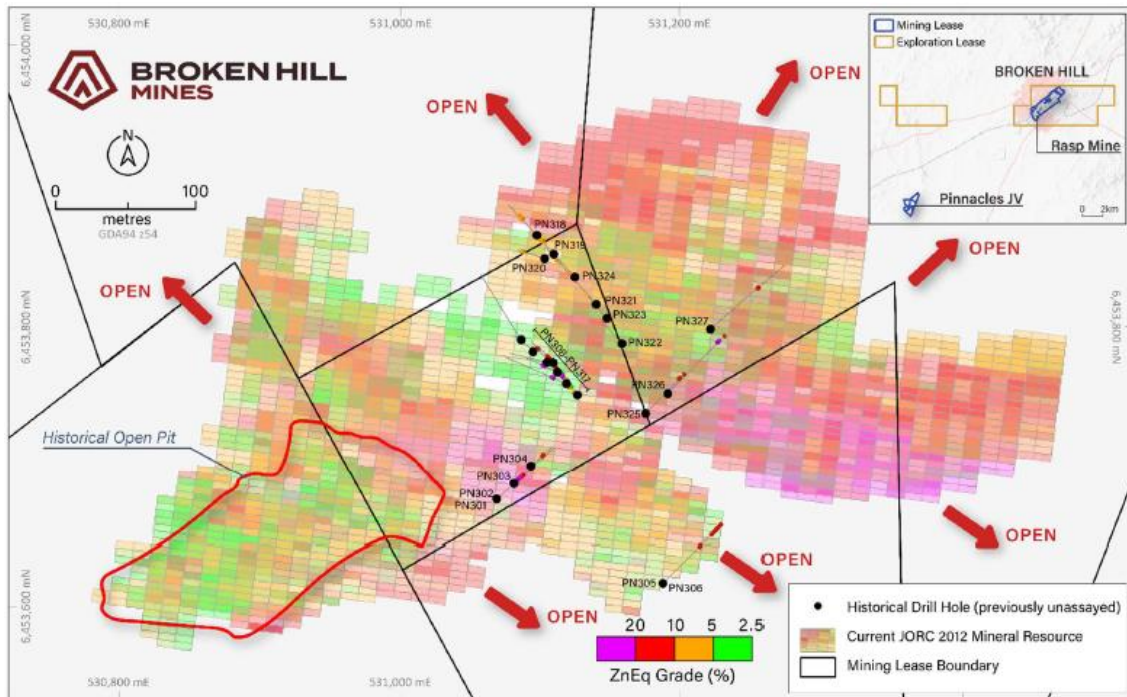 530,800 mE
531,000 mE
531,200 mE
6,454,000 mN
BROKEN HILL
MINES
N
0 100
metres
GDA94 z54
OPEN
OPEN
OPEN
OPEN
Mining Lease
Exploration Lease
BROKEN HILL
Rasp Mine
Pinnacles JV
0 2km
PN318
PN319
PN320
PN324
PN321
PN323
PN322
PN327
PN308-PN317
PN326
PN325
6,453,800 mN
6,453,800 mN
Historical Open Pit
PN304
PN303
PN302
PN301
OPEN
OPEN
OPEN
PN305
PN306
6,453,600 mN
20 10 5 2.5
ZnEq Grade (%)
Historical Drill Hole (previously unassayed)
Current JORC 2012 Mineral Resource
Mining Lease Boundary
530,800 mE
531,000 mE